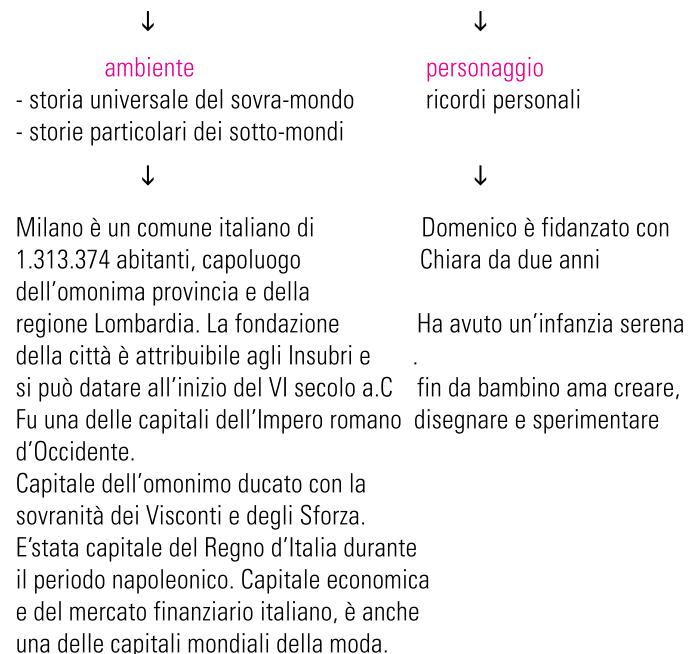 ↓
ambiente
- storia universale del sovra-mondo
- storie particolari dei sotto-mondi
↓
Milano è un comune italiano di
1.313.374 abitanti, capoluogo
dell’omonima provincia e della
regione Lombardia. La fondazione
della città è attribuibile agli Insubri e
si può datare all’inizio del VI secolo a.C
Fu una delle capitali dell’Impero romano
d’Occidente.
Capitale dell’omonimo ducato con la
sovranità dei Visconti e degli Sforza.
E’stata capitale del Regno d’Italia durante
il periodo napoleonico. Capitale economica
e del mercato finanziario italiano, è anche
una delle capitali mondiali della moda.
↓
personaggio
ricordi personali
↓
Domenico è fidanzato con
Chiara da due anni
Ha avuto un’infanzia serena
.
fin da bambino ama creare,
disegnare e sperimentare